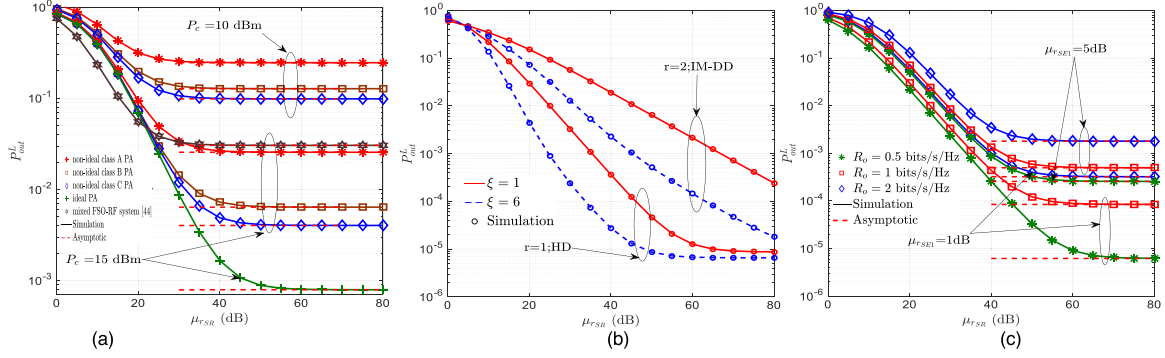 10^0
10^-1
10^-2
10^-3
P^L_out
0
20
40
60
80
μ_rSR (dB)
(a)
P_c =10 dBm
non-ideal class A PA
non-ideal class B PA
non-ideal class C PA
ideal PA
mixed FSO-RF system [44]
Simulation
Asymptotic
P_c =15 dBm
10^0
10^-1
10^-2
10^-3
10^-4
10^-5
10^-6
P^L_out
0
20
40
60
80
μ_rSR (dB)
(b)
r=2;IM-DD
ξ = 1
ξ = 6
Simulation
r=1;HD
10^0
10^-1
10^-2
10^-3
10^-4
10^-5
10^-6
P^L_out
0
20
40
60
80
μ_rSR (dB)
(c)
μ_rSE1=5dB
R_o = 0.5 bits/s/Hz
R_o = 1 bits/s/Hz
R_o = 2 bits/s/Hz
Simulation
Asymptotic
μ_rSE1=1dB